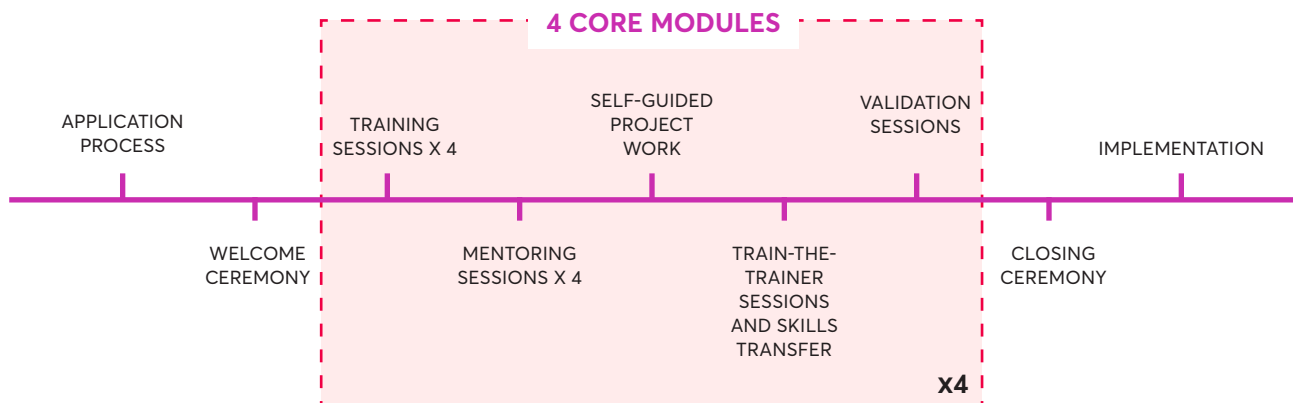 4 CORE MODULES
APPLICATION
PROCESS
WELCOME
CEREMONY
TRAINING
SESSIONS X 4
MENTORING
SESSIONS X 4
SELF-GUIDED
PROJECT
WORK
TRAIN-THE-
TRAINER
SESSIONS
AND SKILLS
TRANSFER
VALIDATION
SESSIONS
x4
CLOSING
CEREMONY
IMPLEMENTATION